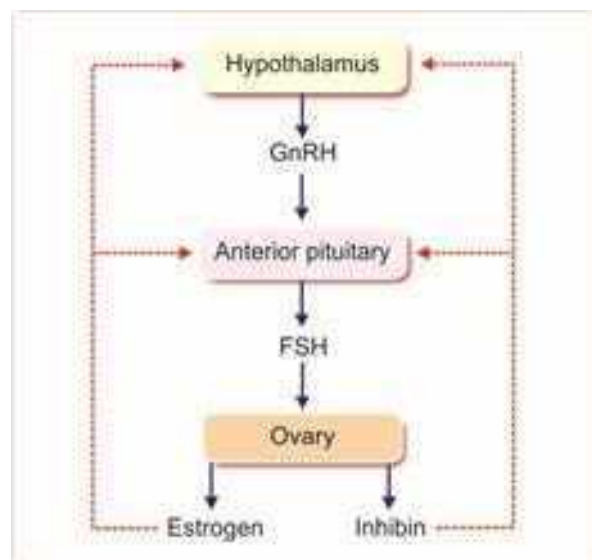 Hypothalamus
GnRH
Anterior pituitary
FSH
Ovary
Estrogen Inhibin